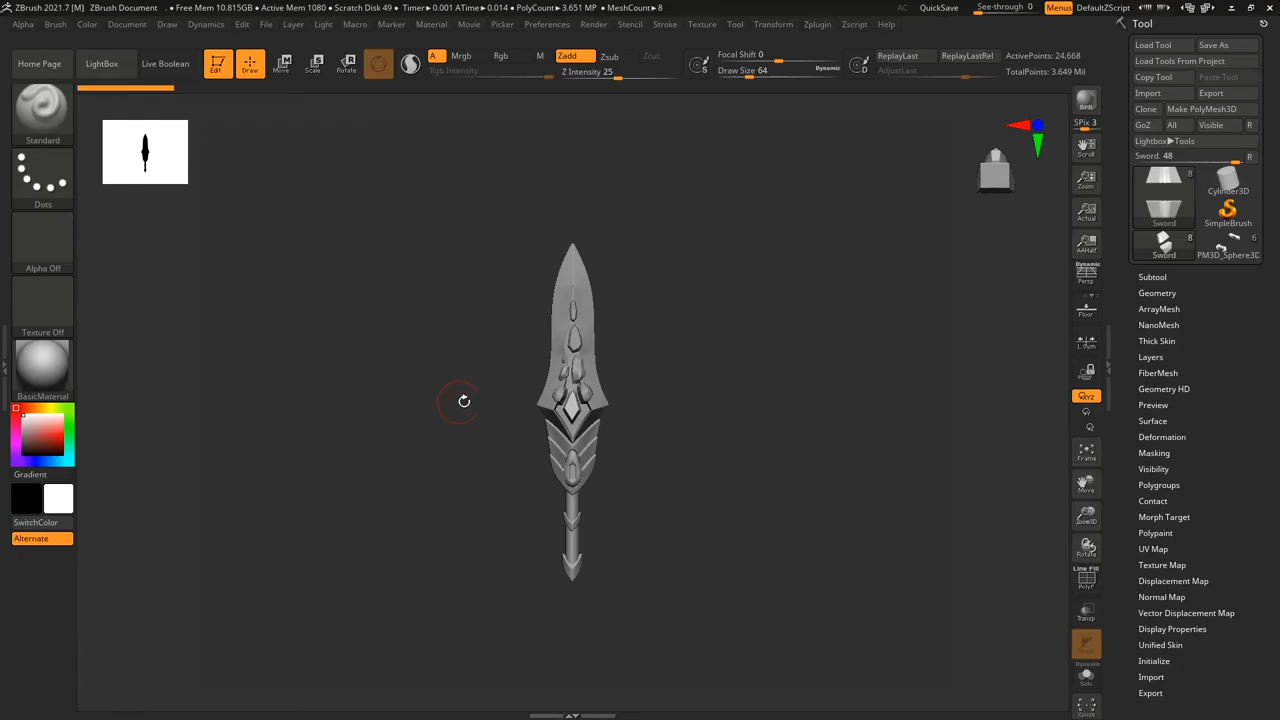 ZBrush 2021.7 [M] ZBrush Document . ● Free Mem 10.815GB ● Active Mem 1080 ● Scratch Disk 49 ● Timer▶0.001 ATime▶0.014 ● PolyCount▶3.651 MP ● MeshCount▶8 AC QuickSave See-through 0 Menus DefaultZScript
Alpha Brush Color Document Draw Dynamics Edit File Layer Light Macro Marker Material Movie Picker Preferences Render Stencil Stroke Texture Tool Transform Zplugin Zscript Help
Tool
Load Tool Save As
Load Tools From Project
Copy Tool Paste Tool
Import Export
Clone Make PolyMesh3D
GoZ All Visible R
Lightbox▶Tools
Sword. 48 R
8
Sword
Cylinder3D
SimpleBrush
8
Sword
6
PM3D_Sphere3D
Home Page LightBox Live Boolean
Edit Draw Move Scale Rotate
A Mrgb Rgb M
Rgb Intensity
Zadd Zsub Zcut
Z Intensity 25
S
Focal Shift 0
Draw Size 64 Dynamic
D
ReplayLast ReplayLastRel
AdjustLast
ActivePoints: 24.668
TotalPoints: 3.649 Mil
Standard
Dots
Alpha Off
Texture Off
BasicMaterial
Gradient
SwitchColor
Alternate
BPR
SPix 3
Scroll
Zoom
Actual
AAHalf
Dynamic
Persp
Floor
L.Sym
XYZ
Frame
Move
Zoom3D
Rotate
Line Fill
PolyF
Transp
Dynamic
Solo
Xpose
Subtool
Geometry
ArrayMesh
NanoMesh
Thick Skin
Layers
FiberMesh
Geometry HD
Preview
Surface
Deformation
Masking
Visibility
Polygroups
Contact
Morph Target
Polypaint
UV Map
Texture Map
Displacement Map
Normal Map
Vector Displacement Map
Display Properties
Unified Skin
Initialize
Import
Export